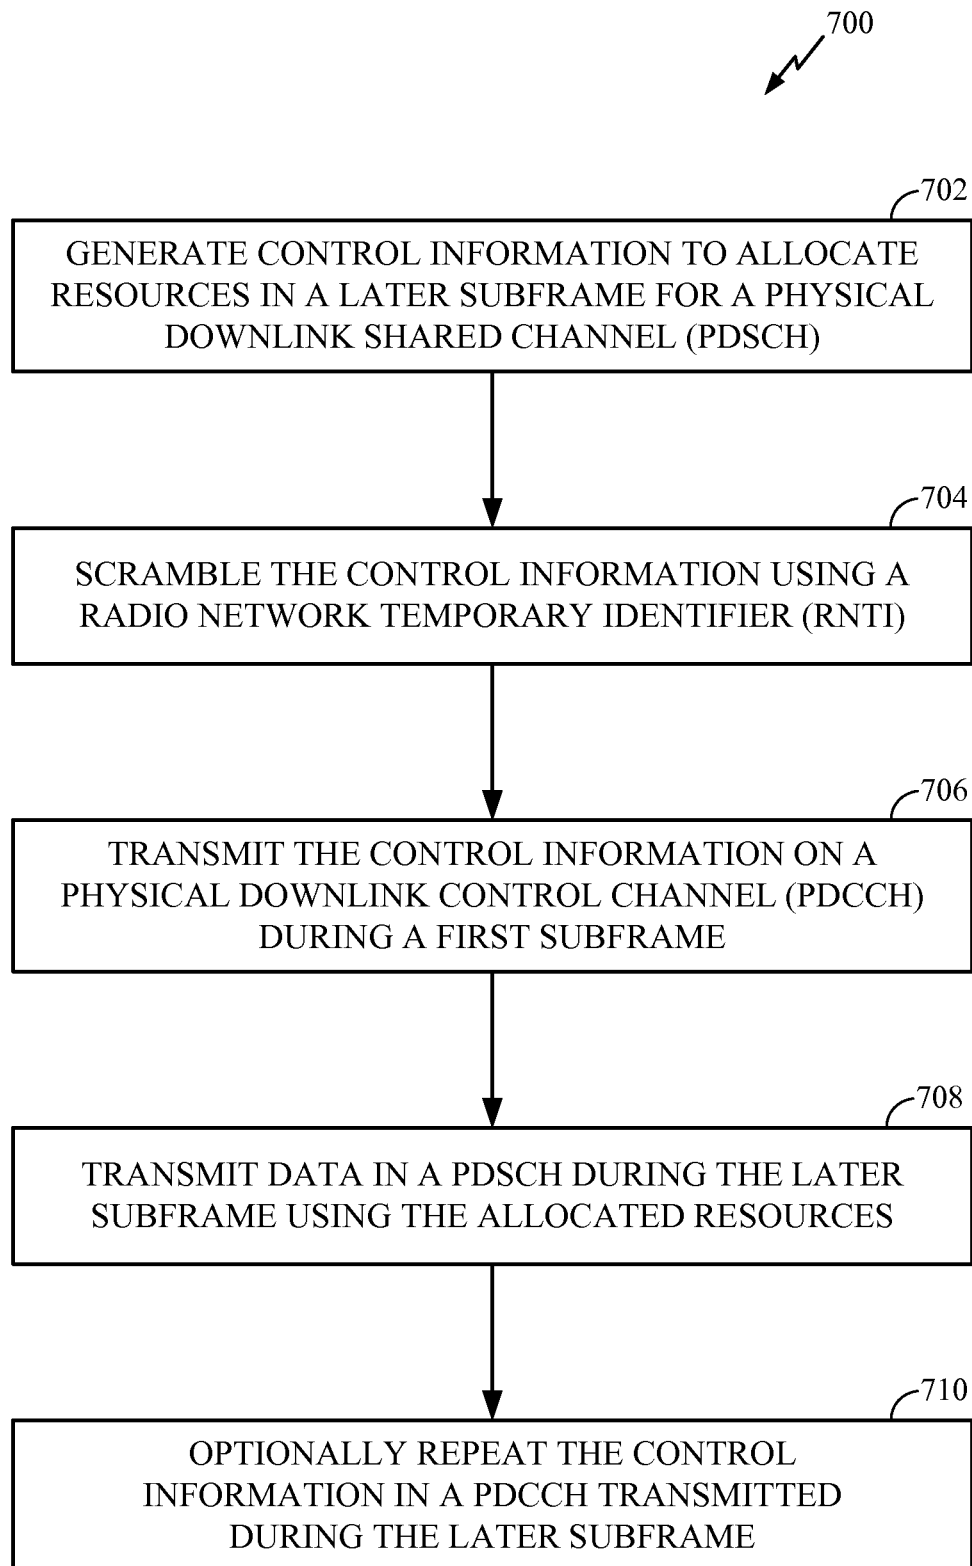 700
702
GENERATE CONTROL INFORMATION TO ALLOCATE
RESOURCES IN A LATER SUBFRAME FOR A PHYSICAL
DOWNLINK SHARED CHANNEL (PDSCH)
704
SCRAMBLE THE CONTROL INFORMATION USING A
RADIO NETWORK TEMPORARY IDENTIFIER (RNTI)
706
TRANSMIT THE CONTROL INFORMATION ON A
PHYSICAL DOWNLINK CONTROL CHANNEL (PDCCH)
DURING A FIRST SUBFRAME
708
TRANSMIT DATA IN A PDSCH DURING THE LATER
SUBFRAME USING THE ALLOCATED RESOURCES
710
OPTIONALLY REPEAT THE CONTROL
INFORMATION IN A PDCCH TRANSMITTED
DURING THE LATER SUBFRAME